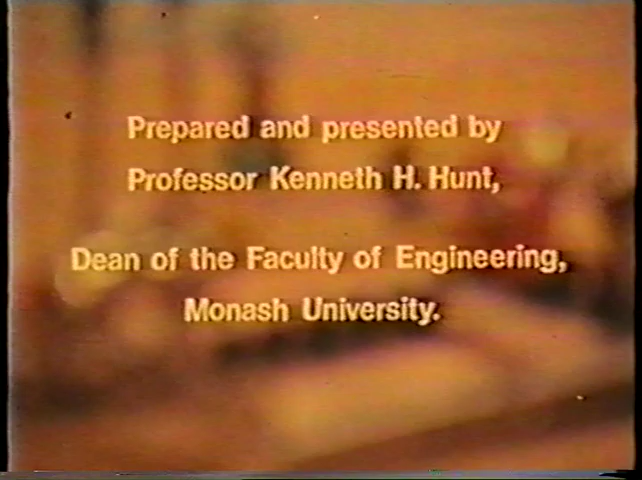 Prepared and presented by
Professor Kenneth H. Hunt,
Dean of the Faculty of Engineering,
Monash University.